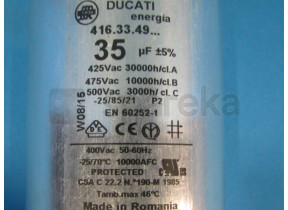 DUCATI
energia
416.33.49...
35 µF ±5%
425Vac 30000h/cl.A
475Vac 10000h/cl.B
500Vac 3000h/cl. C
-25/85/21 P2
EN 60252-1
W08/15
400Vac 50-60Hz
-25/70°C 10000AFC
PROTECTED
CSA C 22.2 N.°190-M 1985
Tamb.max 46°C
Made in Romania